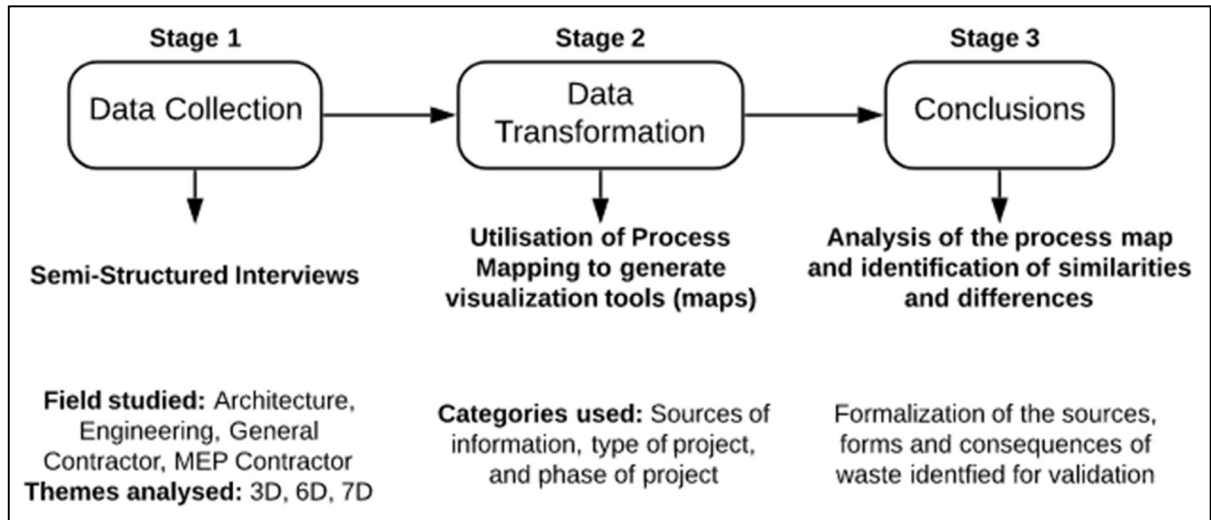 Stage 1
Data Collection
Semi-Structured Interviews
Field studied: Architecture,
Engineering, General
Contractor, MEP Contractor
Themes analysed: 3D, 6D, 7D
Stage 2
Data
Transformation
Utilisation of Process
Mapping to generate
visualization tools (maps)
Categories used: Sources of
information, type of project,
and phase of project
Stage 3
Conclusions
Analysis of the process map
and identification of similarities
and differences
Formalization of the sources,
forms and consequences of
waste identfied for validation